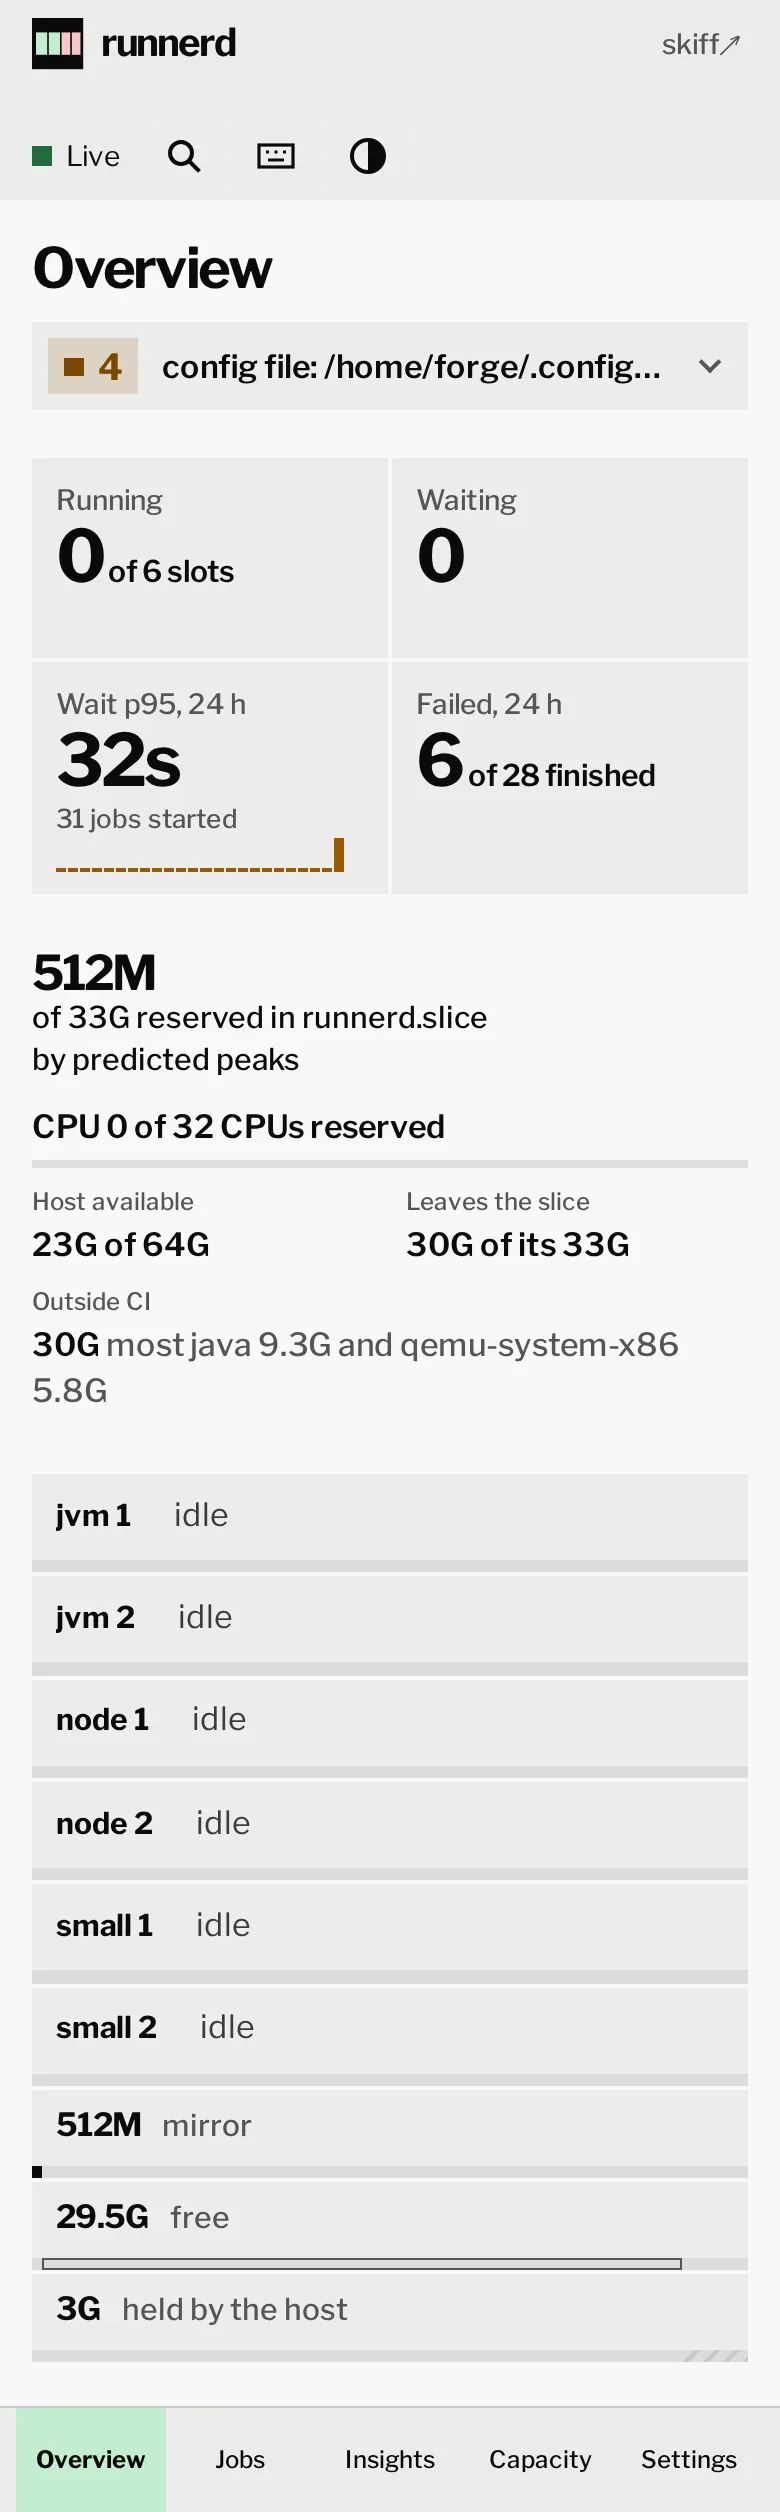 runnerd
skiff↗
Live
Overview
4 config file: /home/forge/.config...
Running
0 of 6 slots
Waiting
0
Wait p95, 24 h
32s
31 jobs started
Failed, 24 h
6 of 28 finished
512M
of 33G reserved in runnerd.slice
by predicted peaks
CPU 0 of 32 CPUs reserved
Host available
23G of 64G
Leaves the slice
30G of its 33G
Outside CI
30G most java 9.3G and qemu-system-x86
5.8G
jvm 1 idle
jvm 2 idle
node 1 idle
node 2 idle
small 1 idle
small 2 idle
512M mirror
29.5G free
3G held by the host
Overview Jobs Insights Capacity Settings